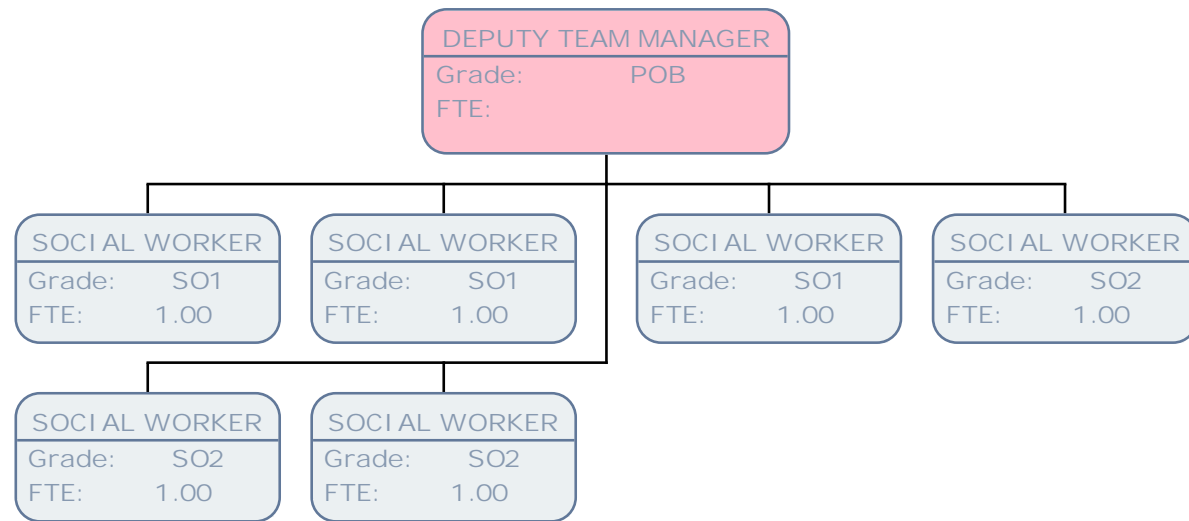 DEPUTY TEAM MANAGER
Grade: POB
FTE:
SOCIAL WORKER
Grade: SO1
FTE: 1.00
SOCIAL WORKER
Grade: SO1
FTE: 1.00
SOCIAL WORKER
Grade: SO1
FTE: 1.00
SOCIAL WORKER
Grade: SO2
FTE: 1.00
SOCIAL WORKER
Grade: SO2
FTE: 1.00
SOCIAL WORKER
Grade: SO2
FTE: 1.00